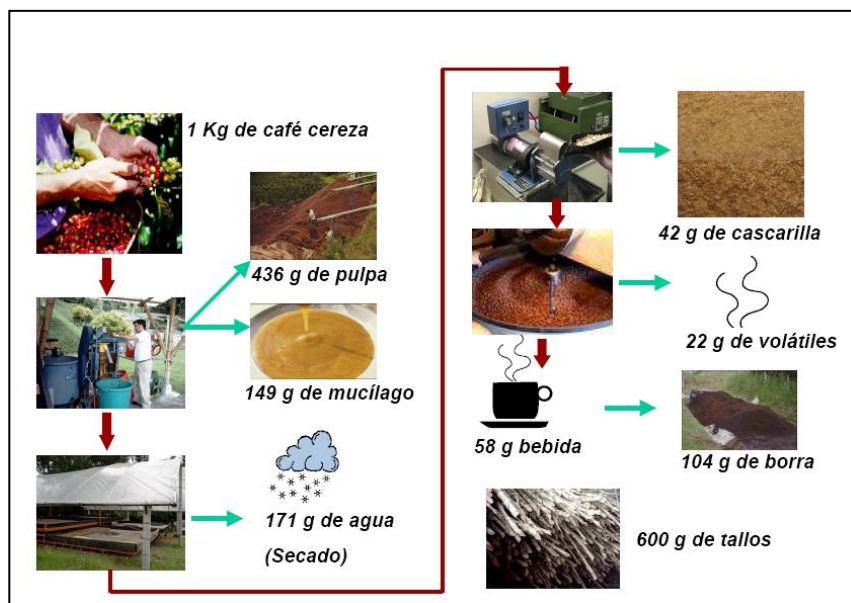 1 Kg de café cereza
436 g de pulpa
149 g de mucílago
171 g de agua
(Secado)
42 g de cascarilla
22 g de volátiles
58 g bebida
104 g de borra
600 g de tallos